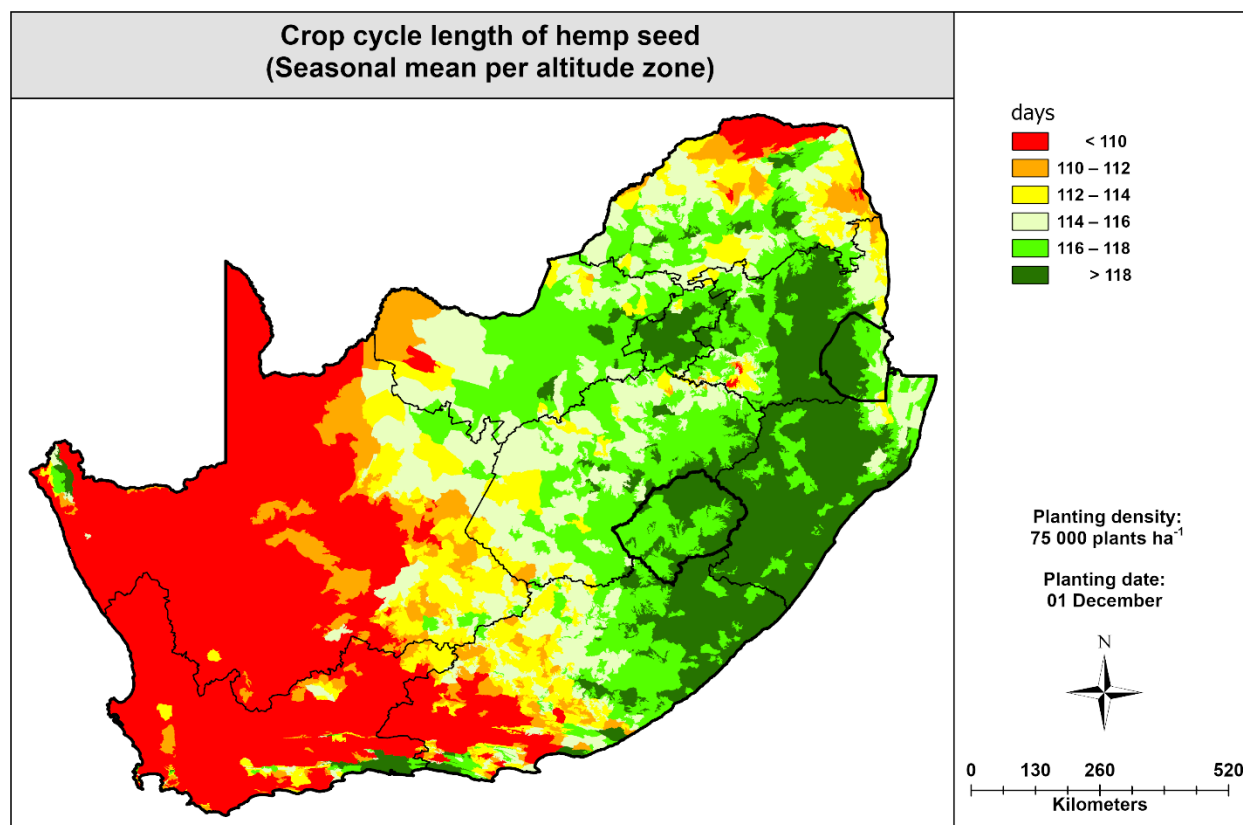 Crop cycle length of hemp seed
(Seasonal mean per altitude zone)
days
< 110
110 – 112
112 – 114
114 – 116
116 – 118
> 118
Planting density:
75 000 plants ha⁻¹
Planting date:
01 December
N
0 130 260 520
Kilometers